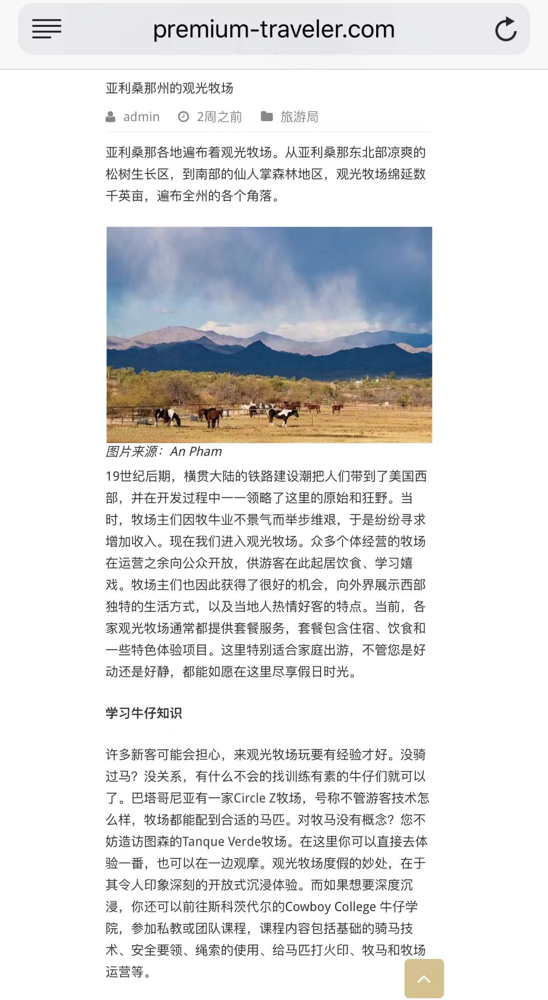 premium-traveler.com
亚利桑那州的观光牧场
admin 2周之前 旅游局
亚利桑那各地遍布着观光牧场。从亚利桑那东北部凉爽的
松树生长区，到南部的仙人掌森林地区，观光牧场绵延数
千英亩，遍布全州的各个角落。
图片来源：An Pham
19世纪后期，横贯大陆的铁路建设潮把人们带到了美国西
部，并在开发过程中一一领略了这里的原始和狂野。当
时，牧场主们因牧牛业不景气而举步维艰，于是纷纷寻求
增加收入。现在我们进入观光牧场。众多个体经营的牧场
在运营之余向公众开放，供游客在此起居饮食、学习嬉
戏。牧场主们也因此获得了很好的机会，向外界展示西部
独特的生活方式，以及当地人热情好客的特点。当前，各
家观光牧场通常都提供套餐服务，套餐包含住宿、饮食和
一些特色体验项目。这里特别适合家庭出游，不管您是好
动还是好静，都能如愿在这里尽享假日时光。
学习牛仔知识
许多新客可能会担心，来观光牧场玩要有经验才好。没骑
过马？没关系，有什么不会的找训练有素的牛仔们就可以
了。巴塔哥尼亚有一家Circle Z牧场，号称不管游客技术怎
么样，牧场都能配到合适的马匹。对牧马没有概念？您不
妨造访图森的Tanque Verde牧场。在这里你可以直接去体
验一番，也可以在一边观摩。观光牧场度假的妙处，在于
其令人印象深刻的开放式沉浸体验。而如果想要深度沉
浸，你还可以前往斯科茨代尔的Cowboy College 牛仔学
院，参加私教或团队课程，课程内容包括基础的骑马技
术、安全要领、绳索的使用、给马匹打火印、牧马和牧场
运营等。